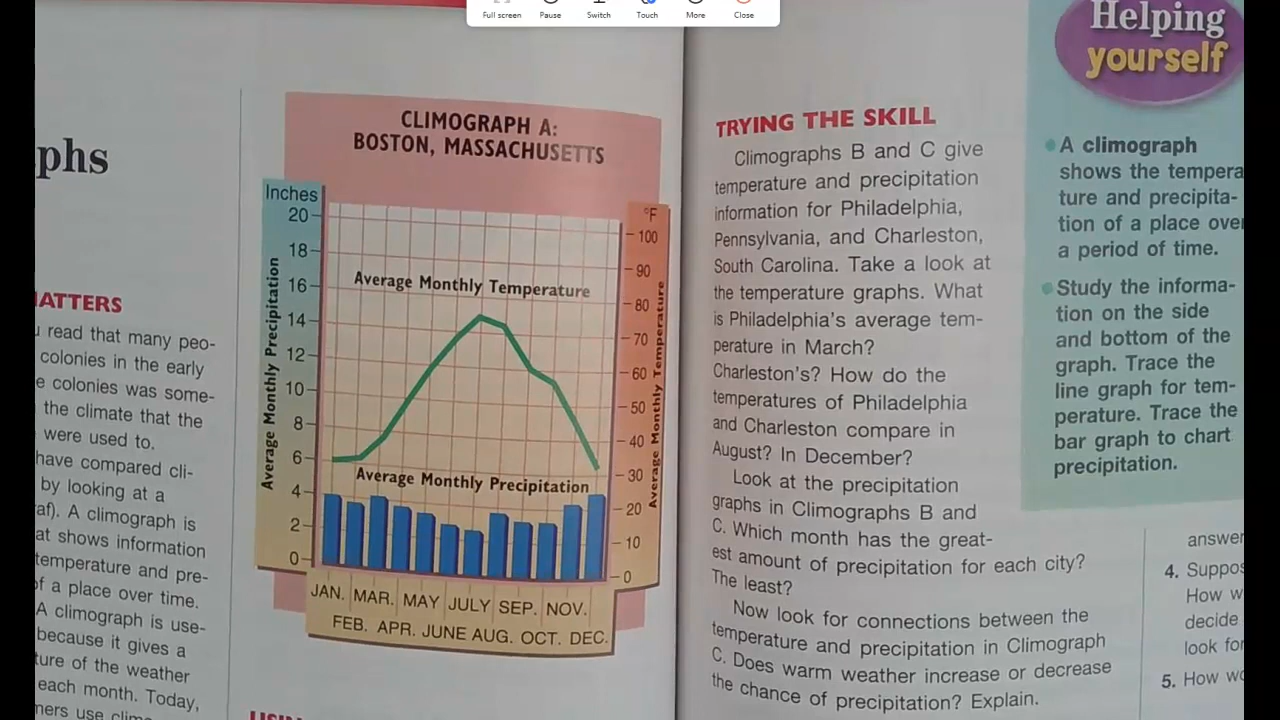 Full screen Pause Switch Touch More Close
phs
ATTERS
u read that many peo-
colonies in the early
e colonies was some-
the climate that the
were used to.
have compared cli-
by looking at a
af). A climograph is
at shows information
temperature and pre-
of a place over time.
A climograph is use-
because it gives a
ture of the weather
each month. Today,
mers use
CLIMOGRAPH A:
BOSTON, MASSACHUSETTS
Inches
20
18
16
14
12
10
8
6
4
2
0
Average Monthly Precipitation
°F
100
90
80
70
60
50
40
30
20
10
0
Average Monthly Temperature
Average Monthly Temperature
Average Monthly Precipitation
JAN. MAR. MAY JULY SEP. NOV.
FEB. APR. JUNE AUG. OCT. DEC.
TRYING THE SKILL
Climographs B and C give
temperature and precipitation
information for Philadelphia,
Pennsylvania, and Charleston,
South Carolina. Take a look at
the temperature graphs. What
is Philadelphia's average tem-
perature in March?
Charleston's? How do the
temperatures of Philadelphia
and Charleston compare in
August? In December?
Look at the precipitation
graphs in Climographs B and
C. Which month has the great-
est amount of precipitation for each city?
The least?
Now look for connections between the
temperature and precipitation in Climograph
C. Does warm weather increase or decrease
the chance of precipitation? Explain.
Helping
yourself
A climograph
shows the tempera
ture and precipita-
tion of a place over
a period of time.
Study the informa-
tion on the side
and bottom of the
graph. Trace the
line graph for tem-
perature. Trace the
bar graph to chart
precipitation.
answer
4. Suppos
How w
decide
look for
5. How wo